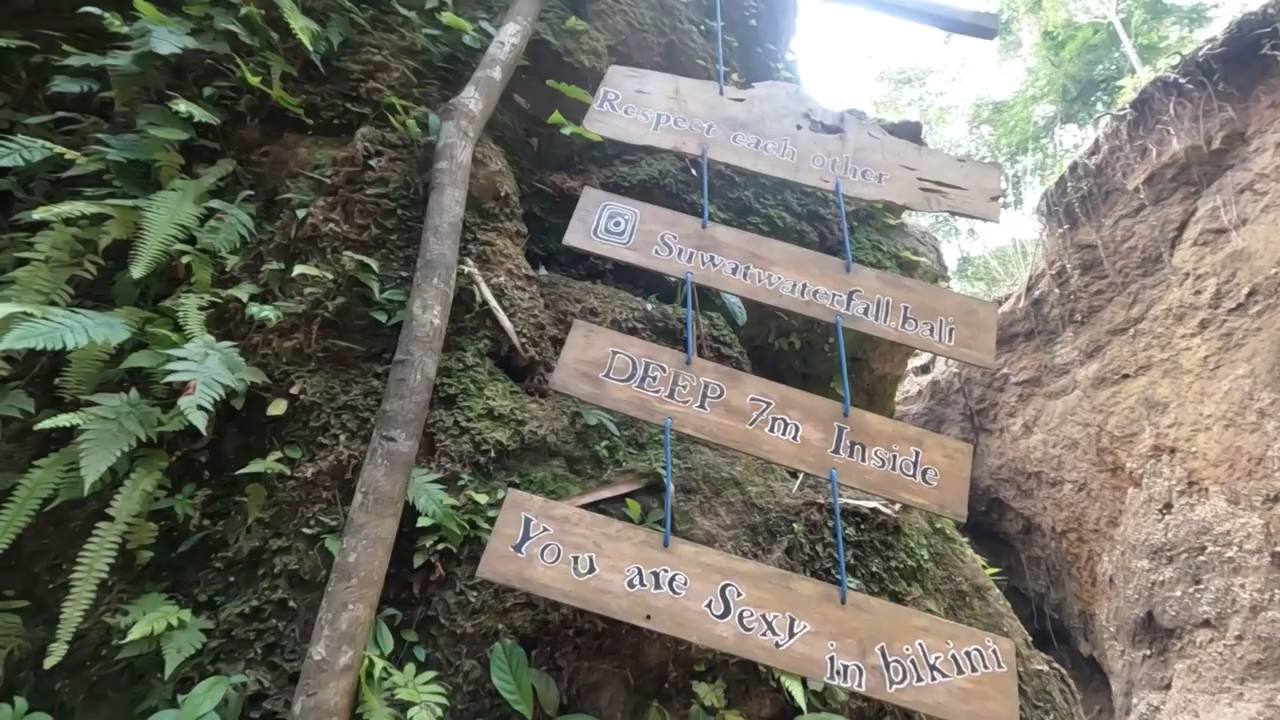 Respect each other
Suwatwaterfall.bali
DEEP 7m Inside
You are Sexy in bikini